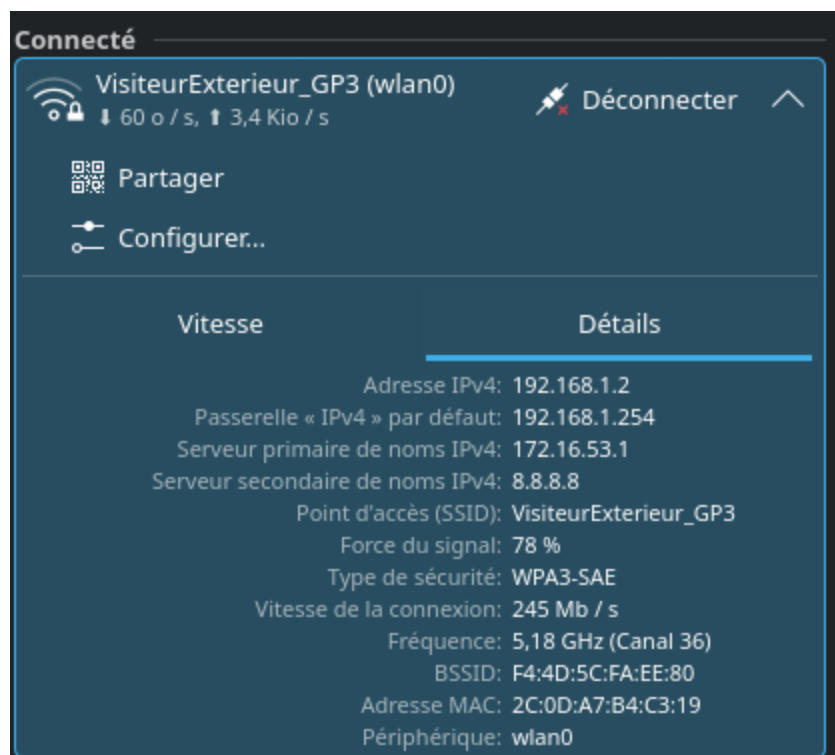 Connecté
VisiteurExterieur_GP3 (wlan0)
⬇ 60 o / s, ⬆ 3,4 Kio / s
Déconnecter
Partager
Configurer...
Vitesse
Détails
Adresse IPv4: 192.168.1.2
Passerelle « IPv4 » par défaut: 192.168.1.254
Serveur primaire de noms IPv4: 172.16.53.1
Serveur secondaire de noms IPv4: 8.8.8.8
Point d'accès (SSID): VisiteurExterieur_GP3
Force du signal: 78 %
Type de sécurité: WPA3-SAE
Vitesse de la connexion: 245 Mb / s
Fréquence: 5,18 GHz (Canal 36)
BSSID: F4:4D:5C:FA:EE:80
Adresse MAC: 2C:0D:A7:B4:C3:19
Périphérique: wlan0